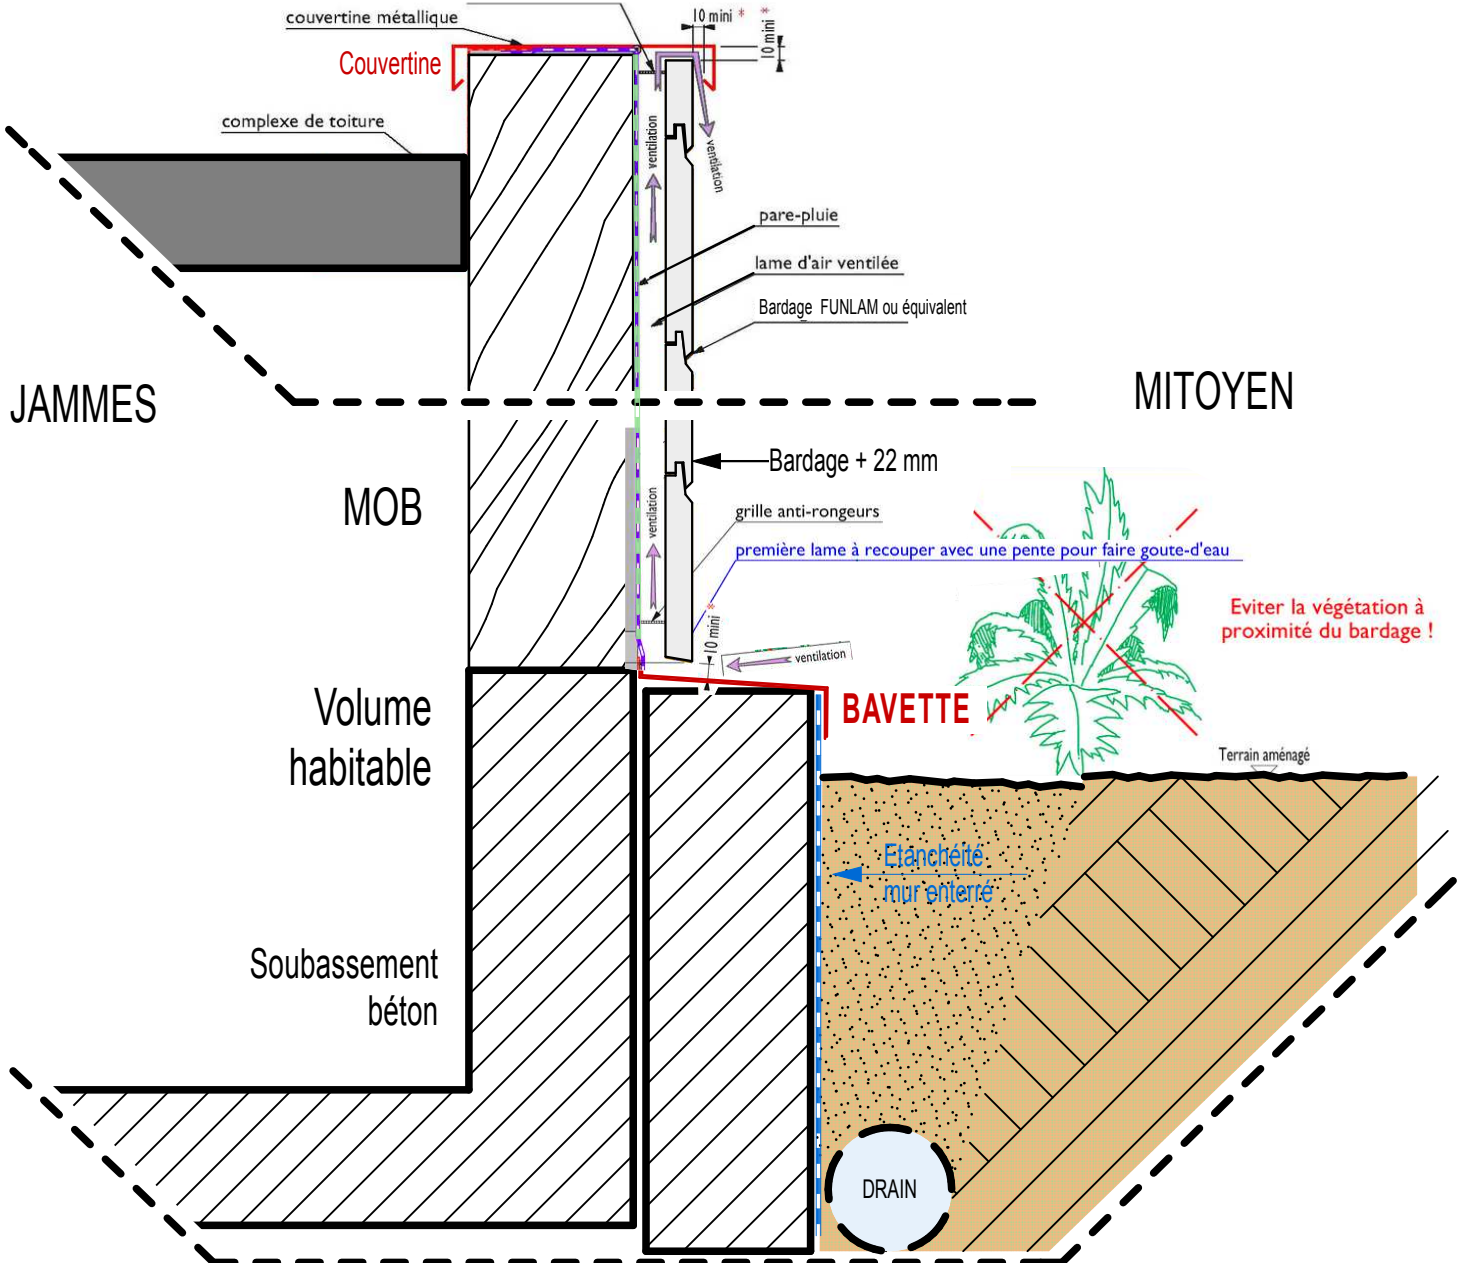 couvertine métallique
10 mini *
10 mini *
Couvertine
complexe de toiture
ventilation
ventilation
pare-pluie
lame d'air ventilée
Bardage FUNLAM ou équivalent
JAMMES
MITOYEN
Bardage + 22 mm
MOB
ventilation
grille anti-rongeurs
première lame à recouper avec une pente pour faire goute-d'eau
Eviter la végétation à
proximité du bardage !
10 mini *
ventilation
Volume
habitable
BAVETTE
Terrain aménagé
Etanchéité
mur enterré
Soubassement
béton
DRAIN